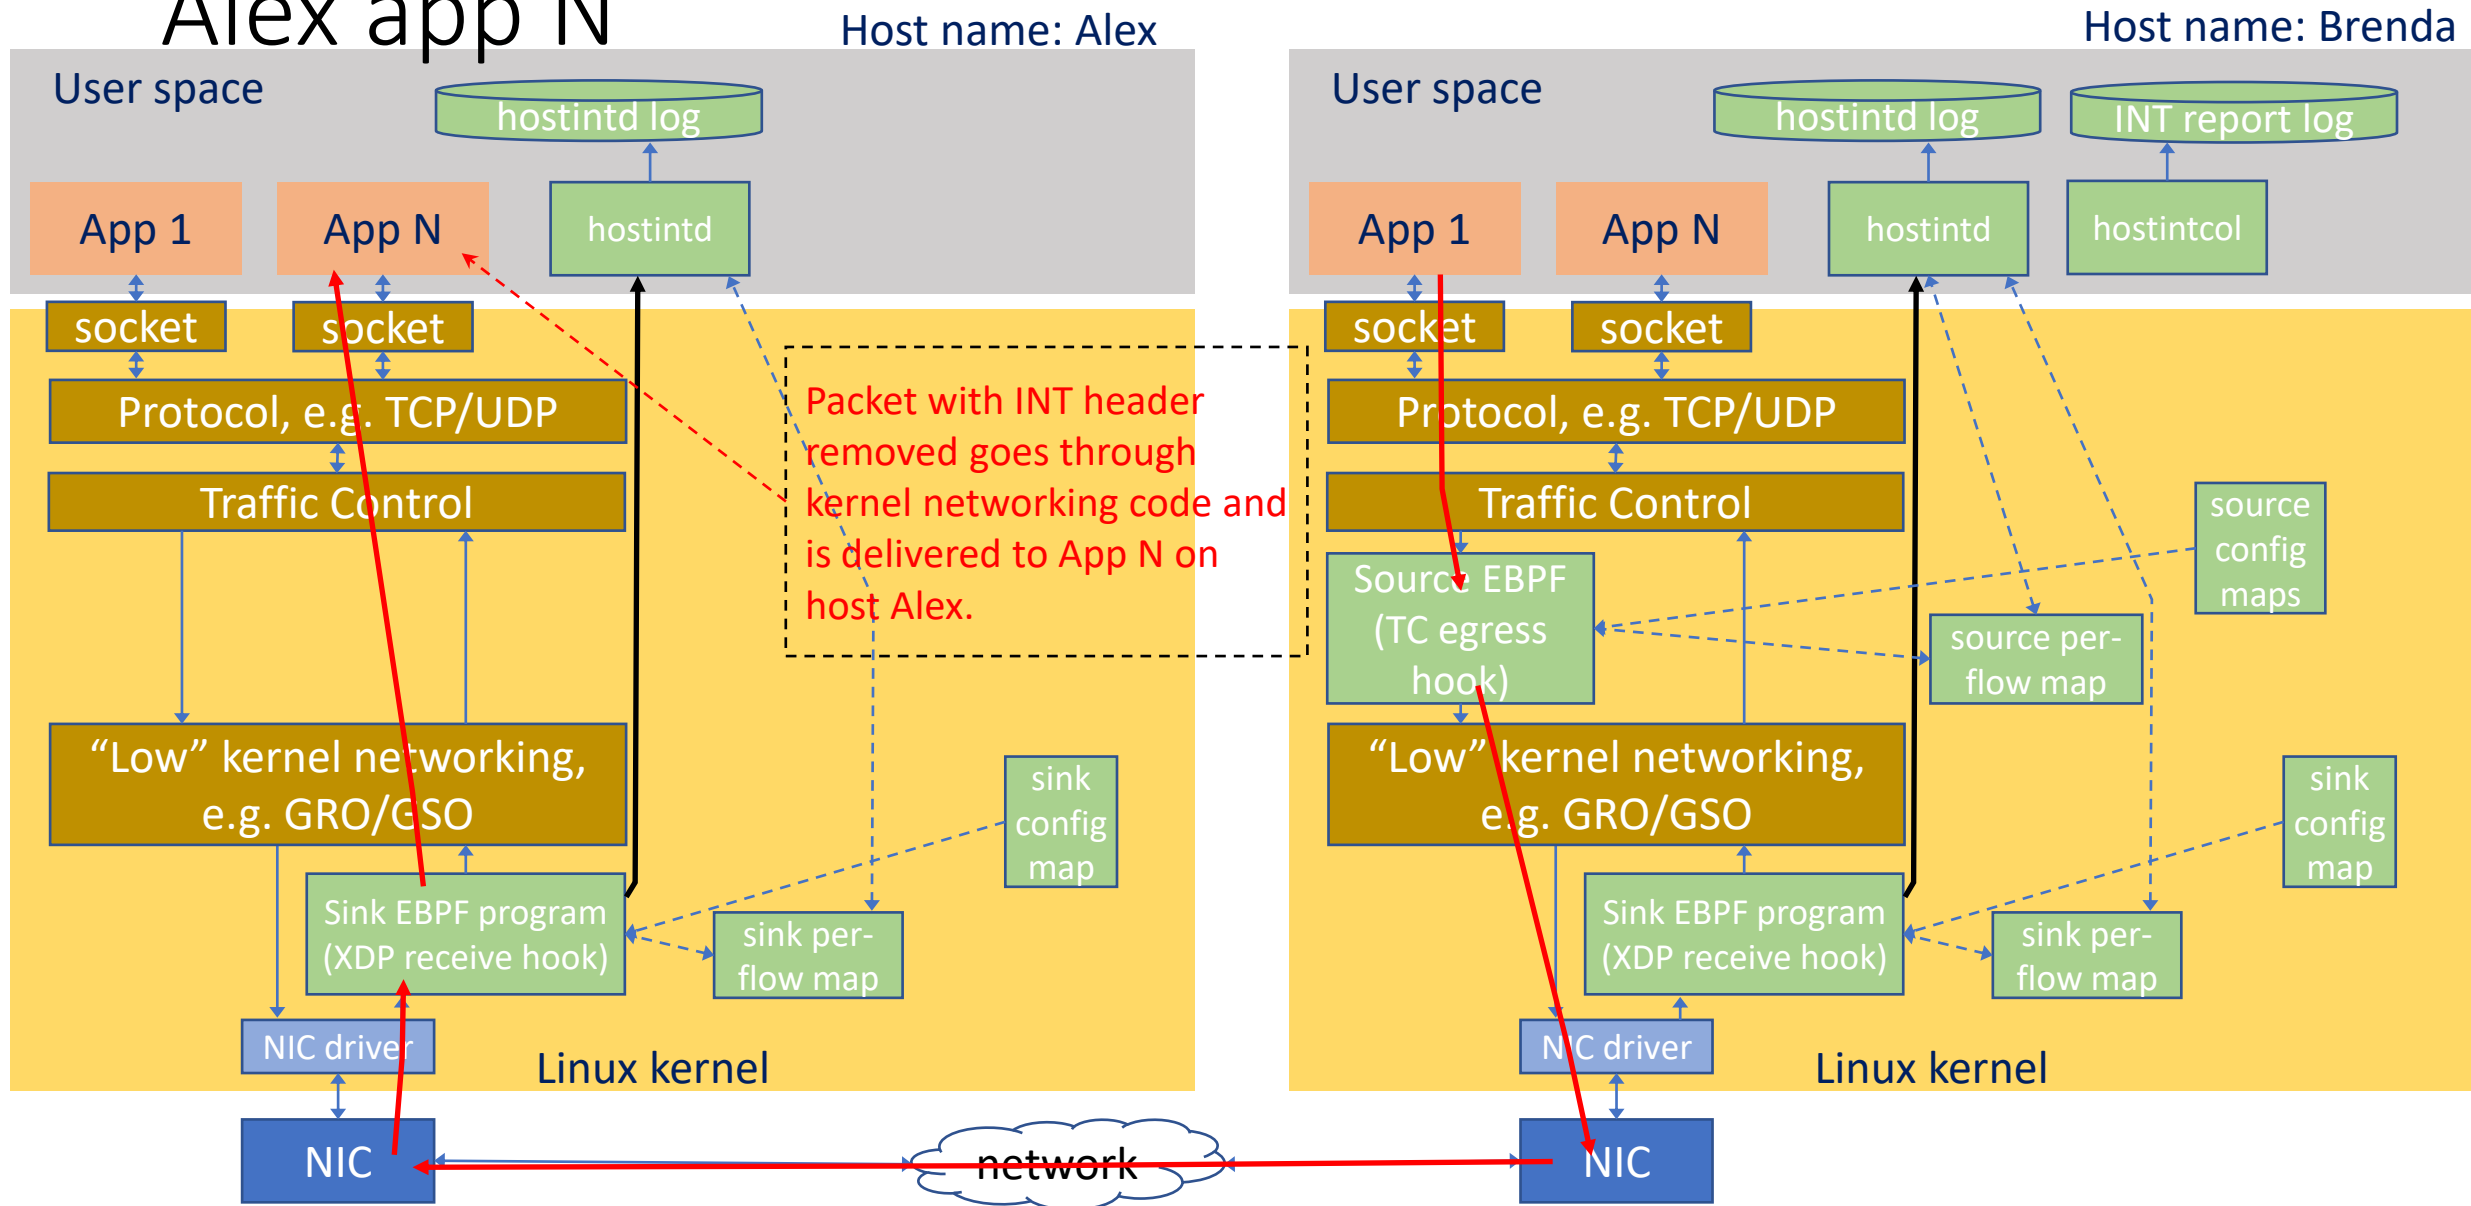 Alex app N
Host name: Alex
User space
hostintd log
App 1
App N
hostintd
socket
socket
Protocol, e.g. TCP/UDP
Traffic Control
Packet with INT header
removed goes through
kernel networking code and
is delivered to App N on
host Alex.
“Low” kernel networking,
e.g. GRO/GSO
sink
config
map
Sink EBPF program
(XDP receive hook)
sink per-
flow map
NIC driver
Linux kernel
NIC
network
Host name: Brenda
User space
hostintd log
INT report log
App 1
App N
hostintd
hostintcol
socket
socket
Protocol, e.g. TCP/UDP
Traffic Control
source
config
maps
Source EBPF
(TC egress
hook)
source per-
flow map
“Low” kernel networking,
e.g. GRO/GSO
sink
config
map
Sink EBPF program
(XDP receive hook)
sink per-
flow map
NIC driver
Linux kernel
NIC